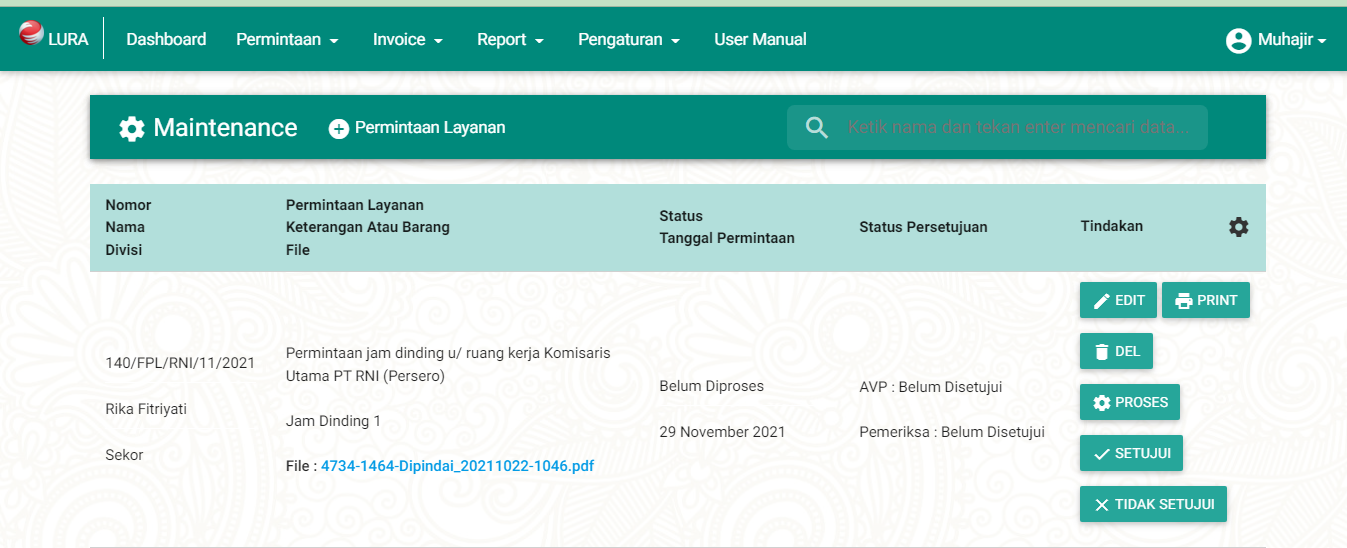 LURA Dashboard Permintaan Invoice Report Pengaturan User Manual Muhajir
Maintenance Permintaan Layanan Ketik nama dan tekan enter mencari data...
Nomor
Nama
Divisi
Permintaan Layanan
Keterangan Atau Barang
File
Status
Tanggal Permintaan
Status Persetujuan
Tindakan
140/FPL/RNI/11/2021
Rika Fitriyati
Sekor
Permintaan jam dinding u/ ruang kerja Komisaris
Utama PT RNI (Persero)
Jam Dinding 1
File : 4734-1464-Dipindai_20211022-1046.pdf
Belum Diproses
29 November 2021
AVP : Belum Disetujui
Pemeriksa : Belum Disetujui
EDIT PRINT
DEL
PROSES
SETUJUI
TIDAK SETUJUI